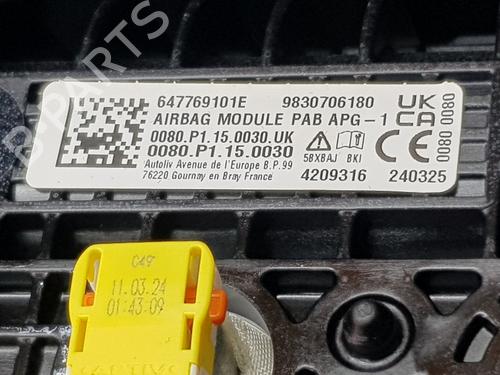 647769101E 9830706180 UK
AIRBAG MODULE PAB APG-1 CA
0080.P1.15.0030.UK
0080.P1.15.0030 CE
Autoliv Avenue de l'Europe B.P.99 58XBAJ BKI
76220 Gournay en Bray France 4209316 240325
0080 0080
C49
11.03.24
01:43:09